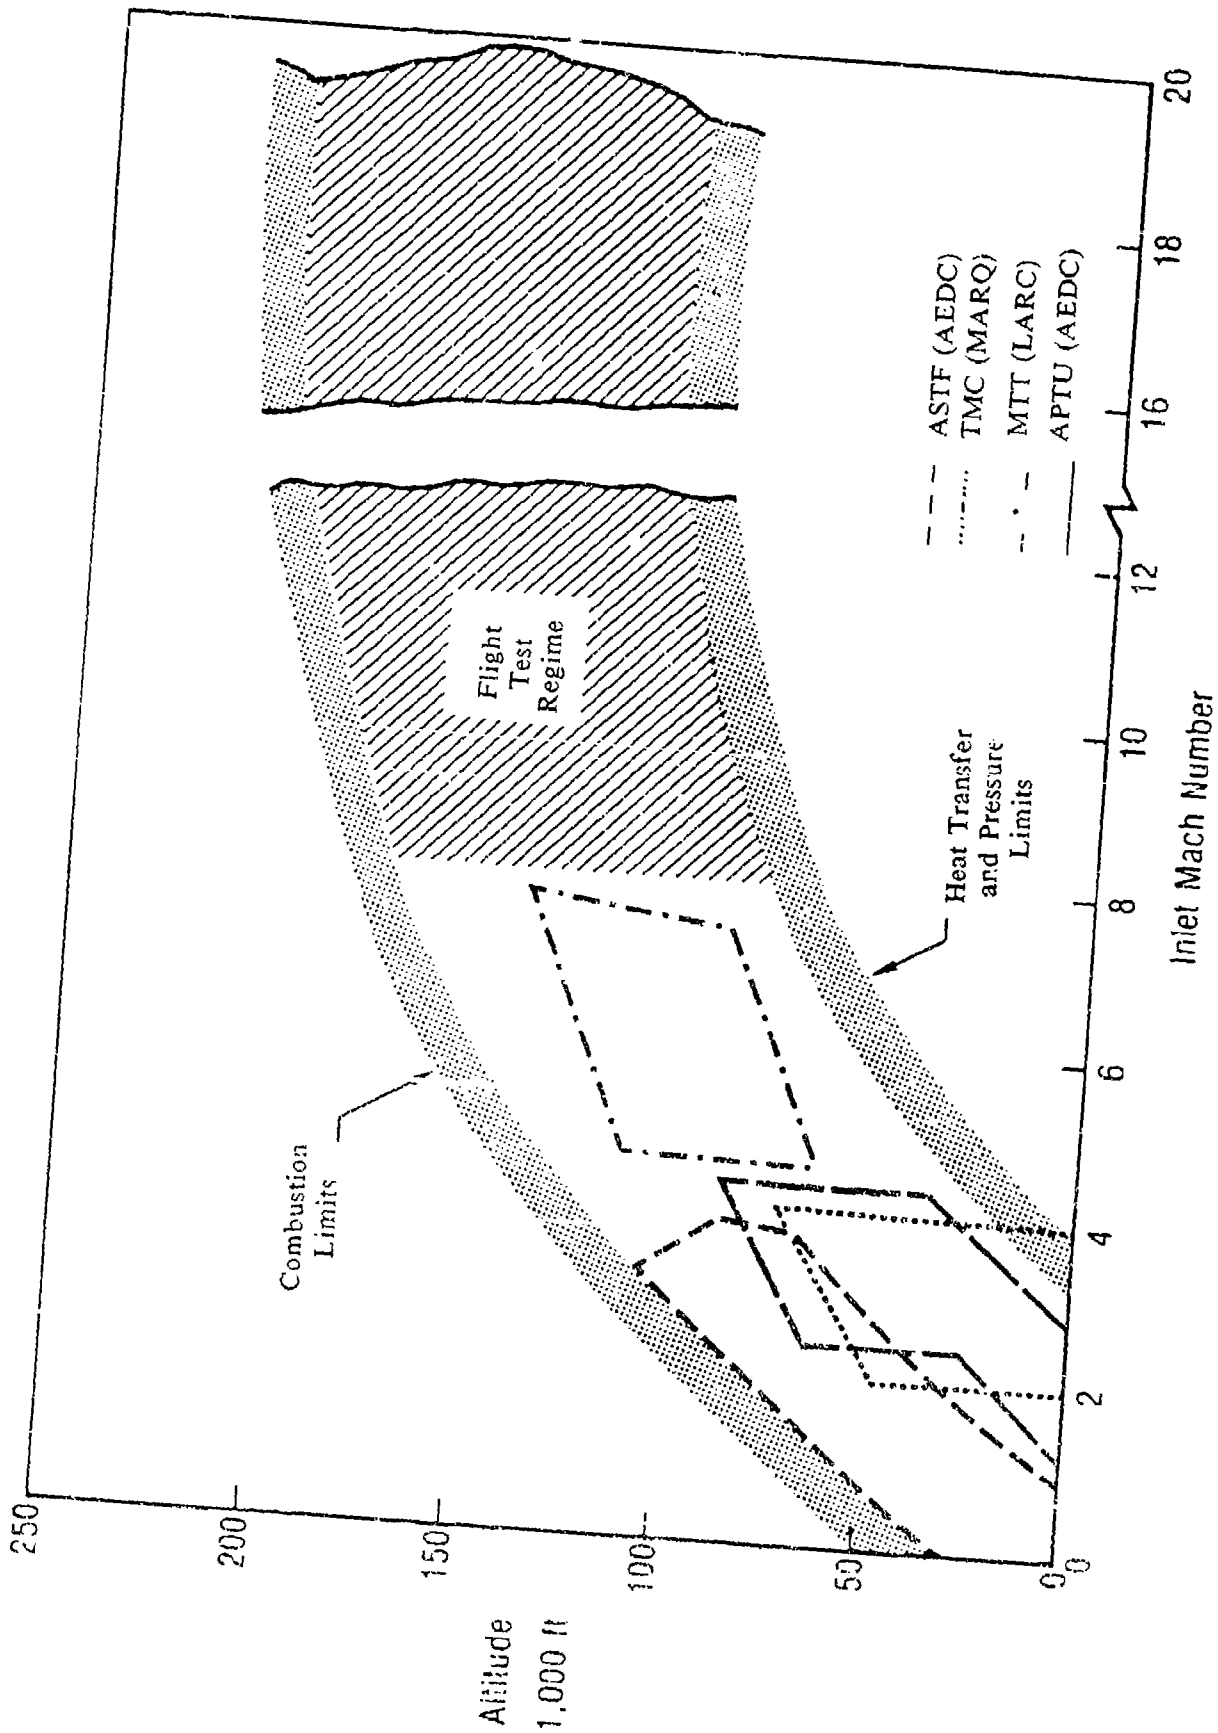 250
200
150
100
50
0
Altitude
1,000 ft
0
2
4
6
8
10
12
16
18
20
Inlet Mach Number
Combustion
Limits
Flight
Test
Regime
Heat Transfer
and Pressure
Limits
ASTF (AEDC)
TMC (MARQ)
MTT (LARC)
APTU (AEDC)